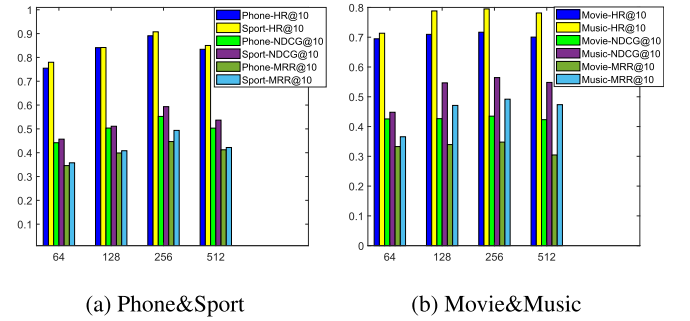 1
0.9
0.8
0.7
0.6
0.5
0.4
0.3
0.2
0.1
64
128
256
512
Phone-HR@10
Sport-HR@10
Phone-NDCG@10
Sport-NDCG@10
Phone-MRR@10
Sport-MRR@10
(a) Phone&Sport
0.8
0.7
0.6
0.5
0.4
0.3
0.2
0.1
0
64
128
256
512
Movie-HR@10
Music-HR@10
Movie-NDCG@10
Music-NDCG@10
Movie-MRR@10
Music-MRR@10
(b) Movie&Music